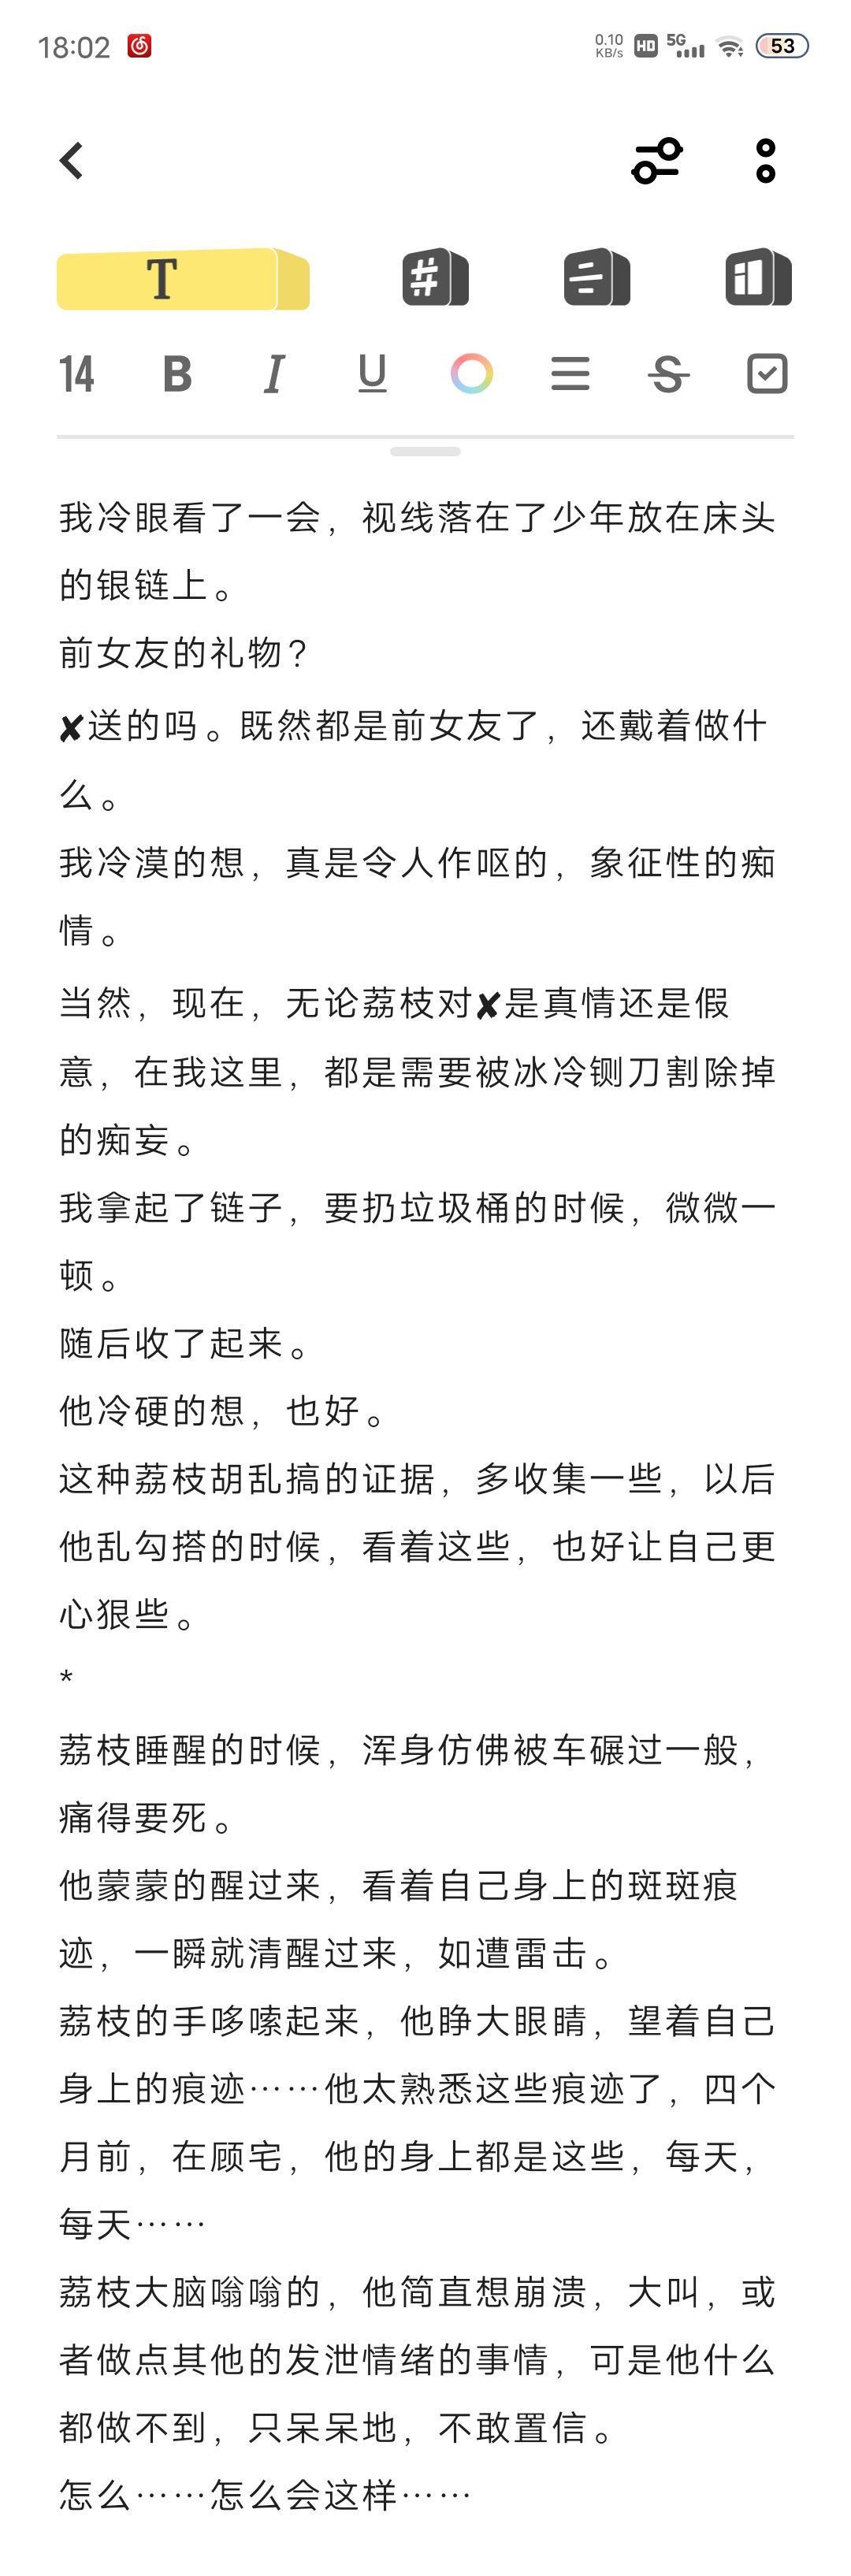 18:02
0.10 KB/s HD 5G 53
T
14 B I U S
我冷眼看了一会，视线落在了少年放在床头
的银链上。
前女友的礼物？
✘送的吗。既然都是前女友了，还戴着做什
么。
我冷漠的想，真是令人作呕的，象征性的痴
情。
当然，现在，无论荔枝对✘是真情还是假
意，在我这里，都是需要被冰冷铡刀割除掉
的痴妄。
我拿起了链子，要扔垃圾桶的时候，微微一
顿。
随后收了起来。
他冷硬的想，也好。
这种荔枝胡乱搞的证据，多收集一些，以后
他乱勾搭的时候，看着这些，也好让自己更
心狠些。
*
荔枝睡醒的时候，浑身仿佛被车碾过一般，
痛得要死。
他蒙蒙的醒过来，看着自己身上的斑斑痕
迹，一瞬就清醒过来，如遭雷击。
荔枝的手哆嗦起来，他睁大眼睛，望着自己
身上的痕迹……他太熟悉这些痕迹了，四个
月前，在顾宅，他的身上都是这些，每天，
每天……
荔枝大脑嗡嗡的，他简直想崩溃，大叫，或
者做点其他的发泄情绪的事情，可是他什么
都做不到，只呆呆地，不敢置信。
怎么……怎么会这样……